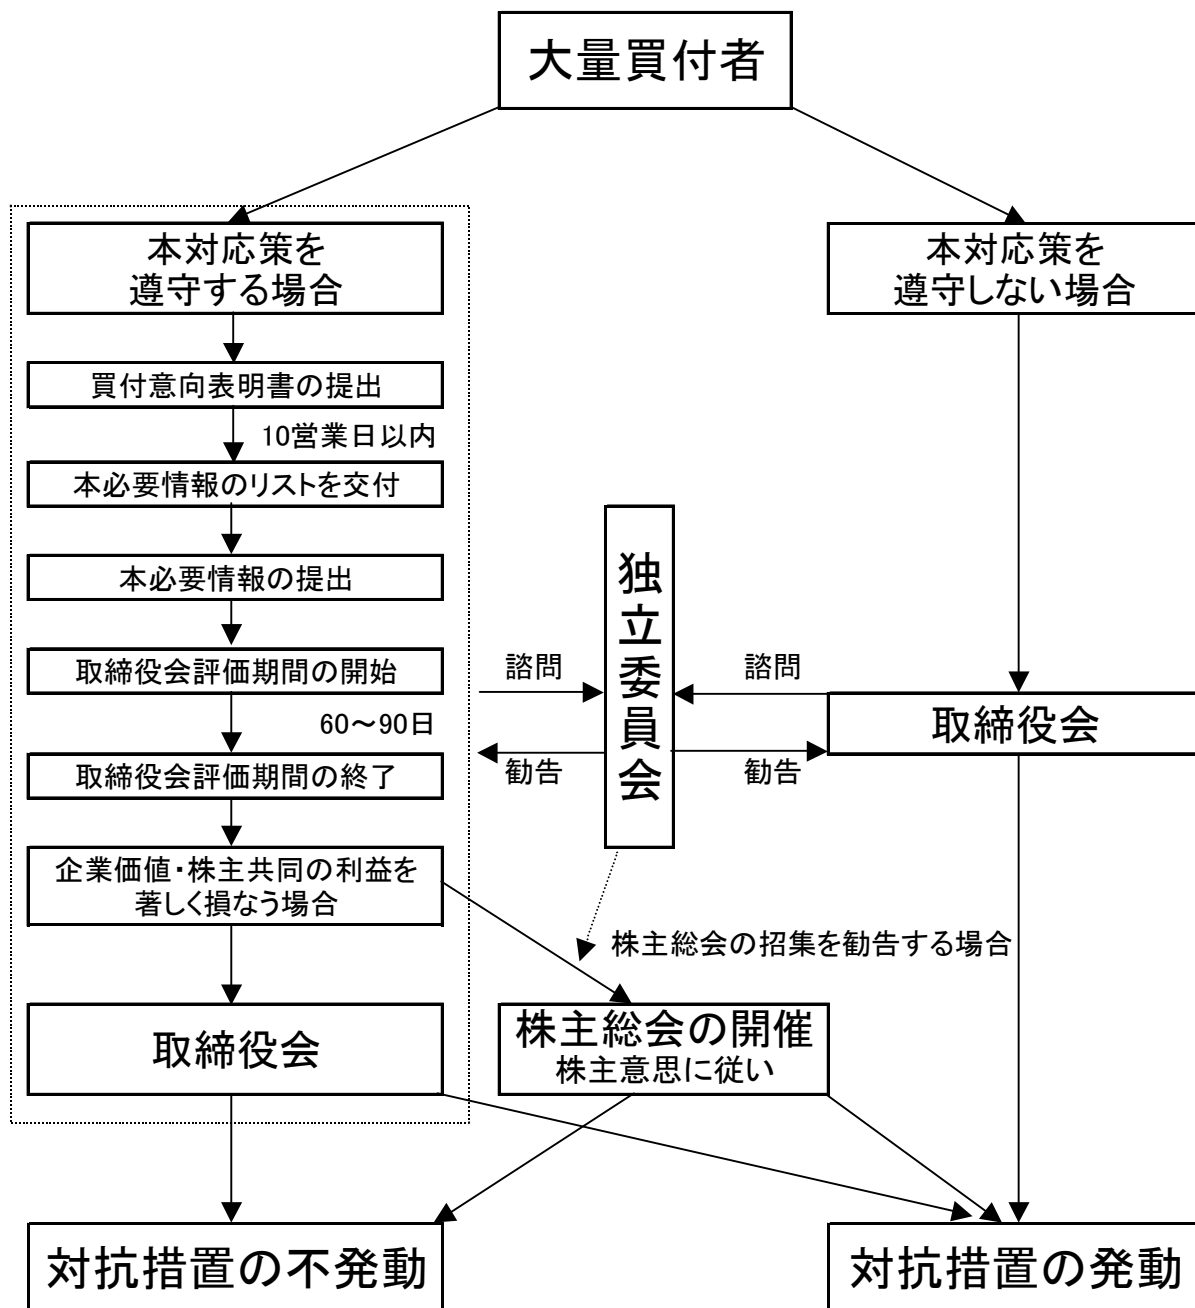 大量買付者
本対応策を
遵守する場合
本対応策を
遵守しない場合
買付意向表明書の提出
10営業日以内
本必要情報のリストを交付
本必要情報の提出
取締役会評価期間の開始
60～90日
取締役会評価期間の終了
企業価値・株主共同の利益を
著しく損なう場合
取締役会
諮問
勧告
独立委員会
諮問
勧告
取締役会
株主総会の招集を勧告する場合
株主総会の開催
株主意思に従い
対抗措置の不発動
対抗措置の発動